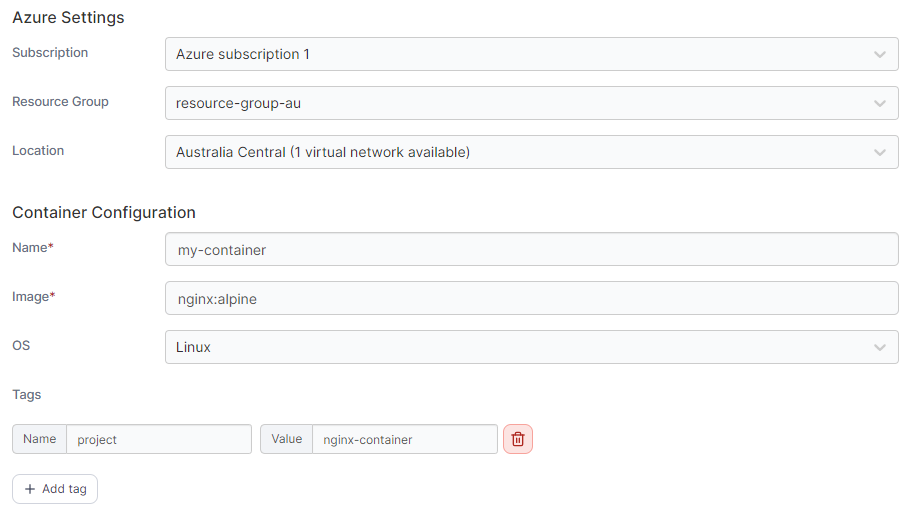 Azure Settings
Subscription Azure subscription 1
Resource Group resource-group-au
Location Australia Central (1 virtual network available)
Container Configuration
Name* my-container
Image* nginx:alpine
OS Linux
Tags
Name project Value nginx-container
+ Add tag